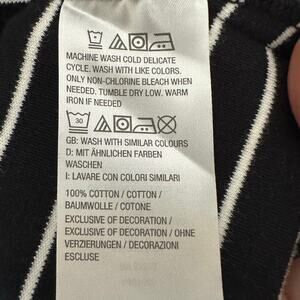 MACHINE WASH COLD DELICATE
CYCLE. WASH WITH LIKE COLORS.
ONLY NON-CHLORINE BLEACH WHEN
NEEDED. TUMBLE DRY LOW. WARM
IRON IF NEEDED
30
GB: WASH WITH SIMILAR COLOURS
D: MIT ÄHNLICHEN FARBEN
WASCHEN
I: LAVARE CON COLORI SIMILARI
100% COTTON / COTTON /
BAUMWOLLE / COTONE
EXCLUSIVE OF DECORATION /
EXCLUSIVE OF DECORATION / OHNE
VERZIERUNGEN / DECORAZIONI
ESCLUSE